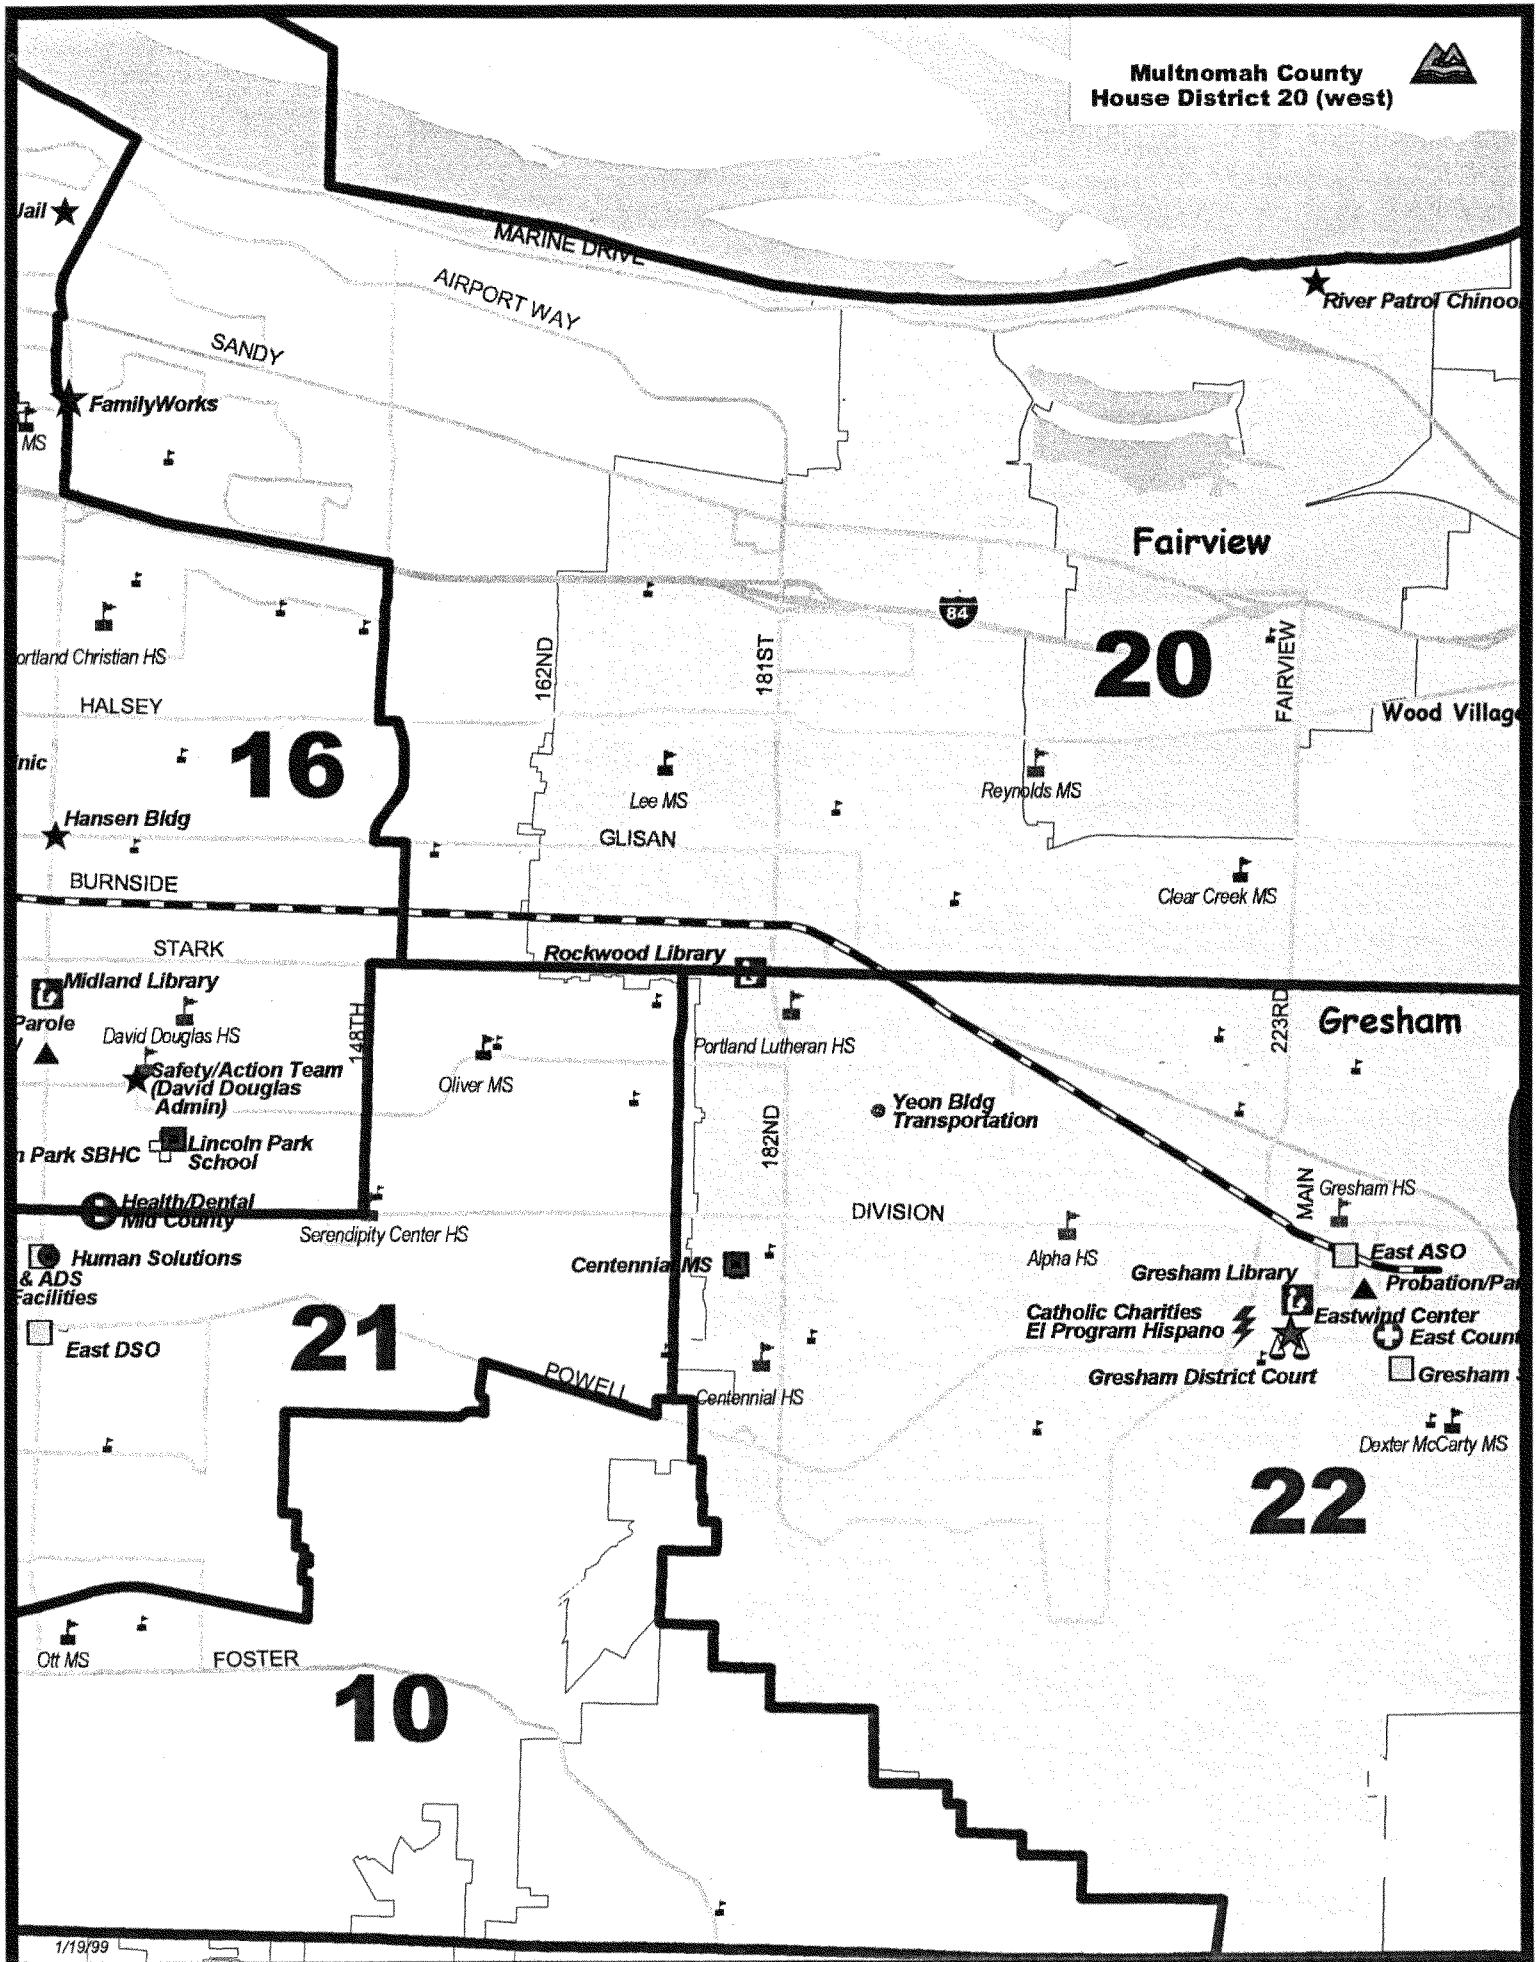 Multnomah County
House District 20 (west)
Jail
MARINE DRIVE
AIRPORT WAY
River Patrol Chinoo
SANDY
FamilyWorks
MS
Fairview
84
20
ortland Christian HS
162ND
181ST
FAIRVIEW
HALSEY
Wood Village
16
nic
Lee MS
Reynolds MS
Hansen Bldg
GLISAN
BURNSIDE
Clear Creek MS
STARK
Rockwood Library
Midland Library
Parole
David Douglas HS
148TH
Portland Lutheran HS
223RD
Gresham
Safety/Action Team
(David Douglas
Admin)
Oliver MS
Yeon Bldg
Transportation
n Park SBHC
Lincoln Park
School
182ND
Health/Dental
Mid County
Serendipity Center HS
DIVISION
MAIN
Gresham HS
Human Solutions
& ADS
Facilities
Centennial MS
Alpha HS
East ASO
Gresham Library
Probation/Par
Catholic Charities
El Program Hispano
Eastwind Center
East Coun
East DSO
21
Gresham District Court
Gresham S
POWELL
Centennial HS
Dexter McCarty MS
22
Ott MS
FOSTER
10
1/19/99